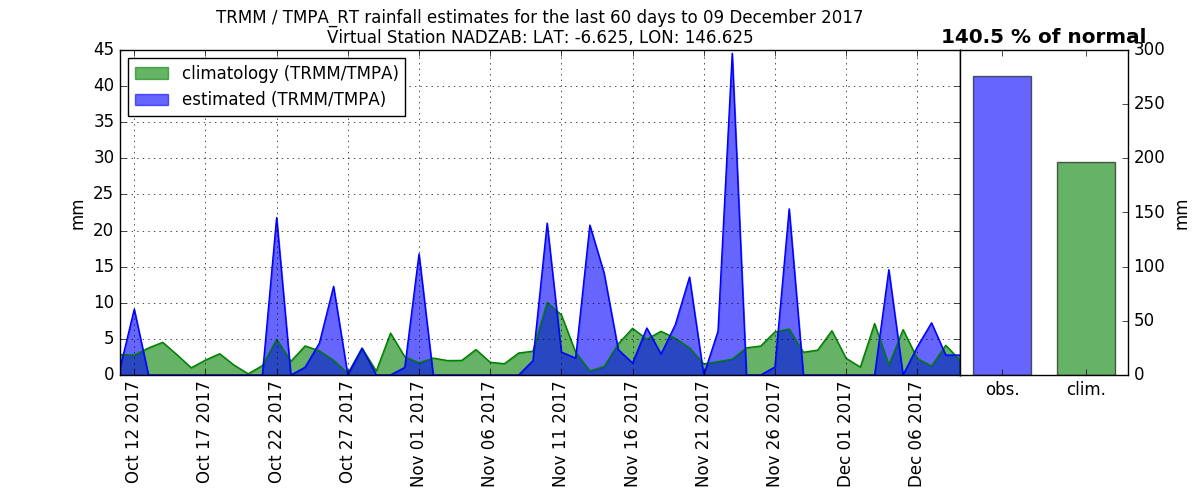 TRMM / TMPA_RT rainfall estimates for the last 60 days to 09 December 2017
Virtual Station NADZAB: LAT: -6.625, LON: 146.625
140.5 % of normal
climatology (TRMM/TMPA)
estimated (TRMM/TMPA)
mm
45
40
35
30
25
20
15
10
5
0
Oct 12 2017
Oct 17 2017
Oct 22 2017
Oct 27 2017
Nov 01 2017
Nov 06 2017
Nov 11 2017
Nov 16 2017
Nov 21 2017
Nov 26 2017
Dec 01 2017
Dec 06 2017
300
250
200
150
100
50
0
mm
obs.
clim.